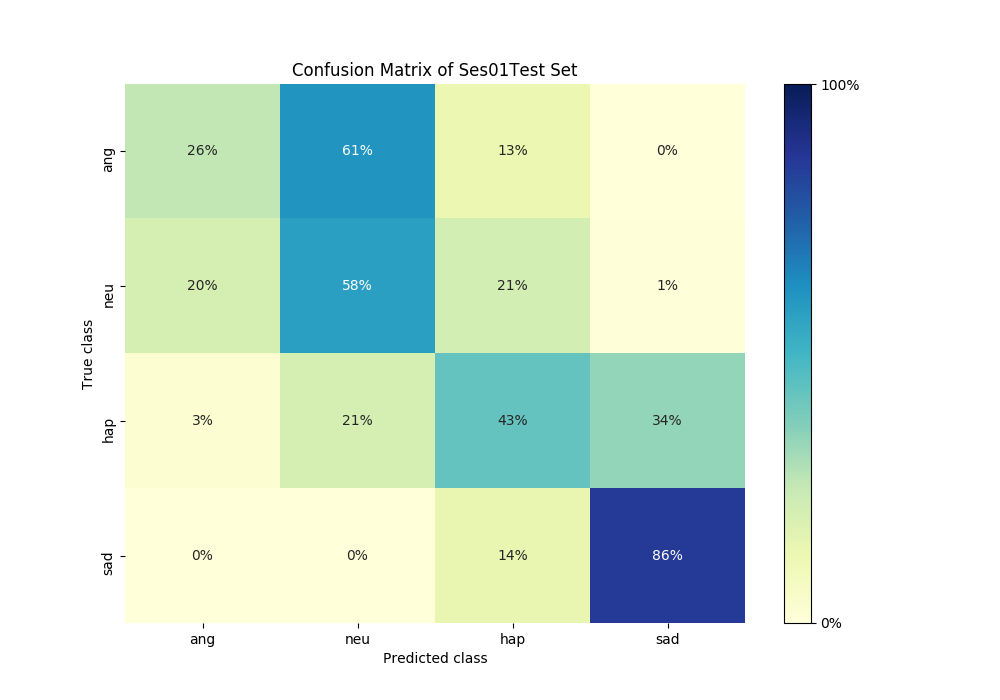 Confusion Matrix of Ses01Test Set
100%
ang
26% 61% 13% 0%
neu
20% 58% 21% 1%
True class
hap
3% 21% 43% 34%
sad
0% 0% 14% 86%
0%
ang neu hap sad
Predicted class